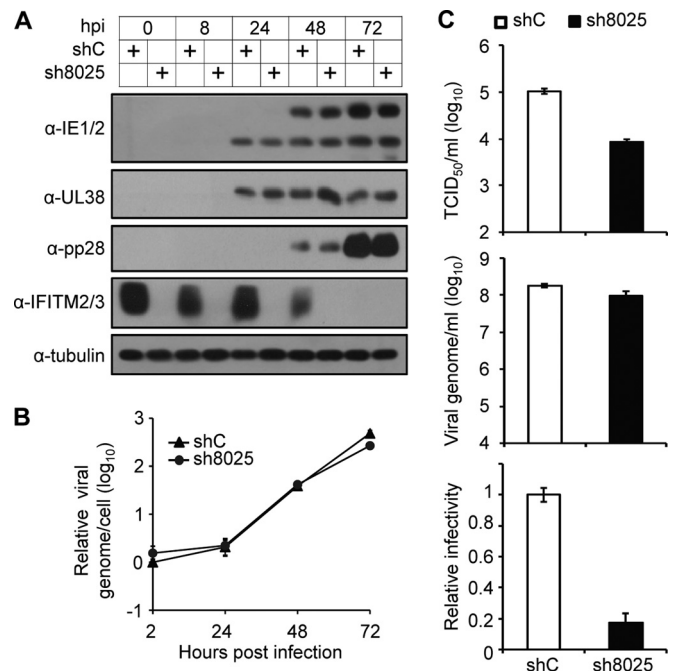 A
hpi 0 8 24 48 72
shC + + + + +
sh8025 + + + + +
α-IE1/2
α-UL38
α-pp28
α-IFITM2/3
α-tubulin
B
Relative viral
genome/cell (log10)
3
2
1
0
-1
shC
sh8025
2 24 48 72
Hours post infection
C
shC sh8025
TCID50/ml (log10)
6
5
4
3
2
Viral genome/ml (log10)
9
8
7
6
5
4
Relative infectivity
1
0.8
0.6
0.4
0.2
0
shC sh8025